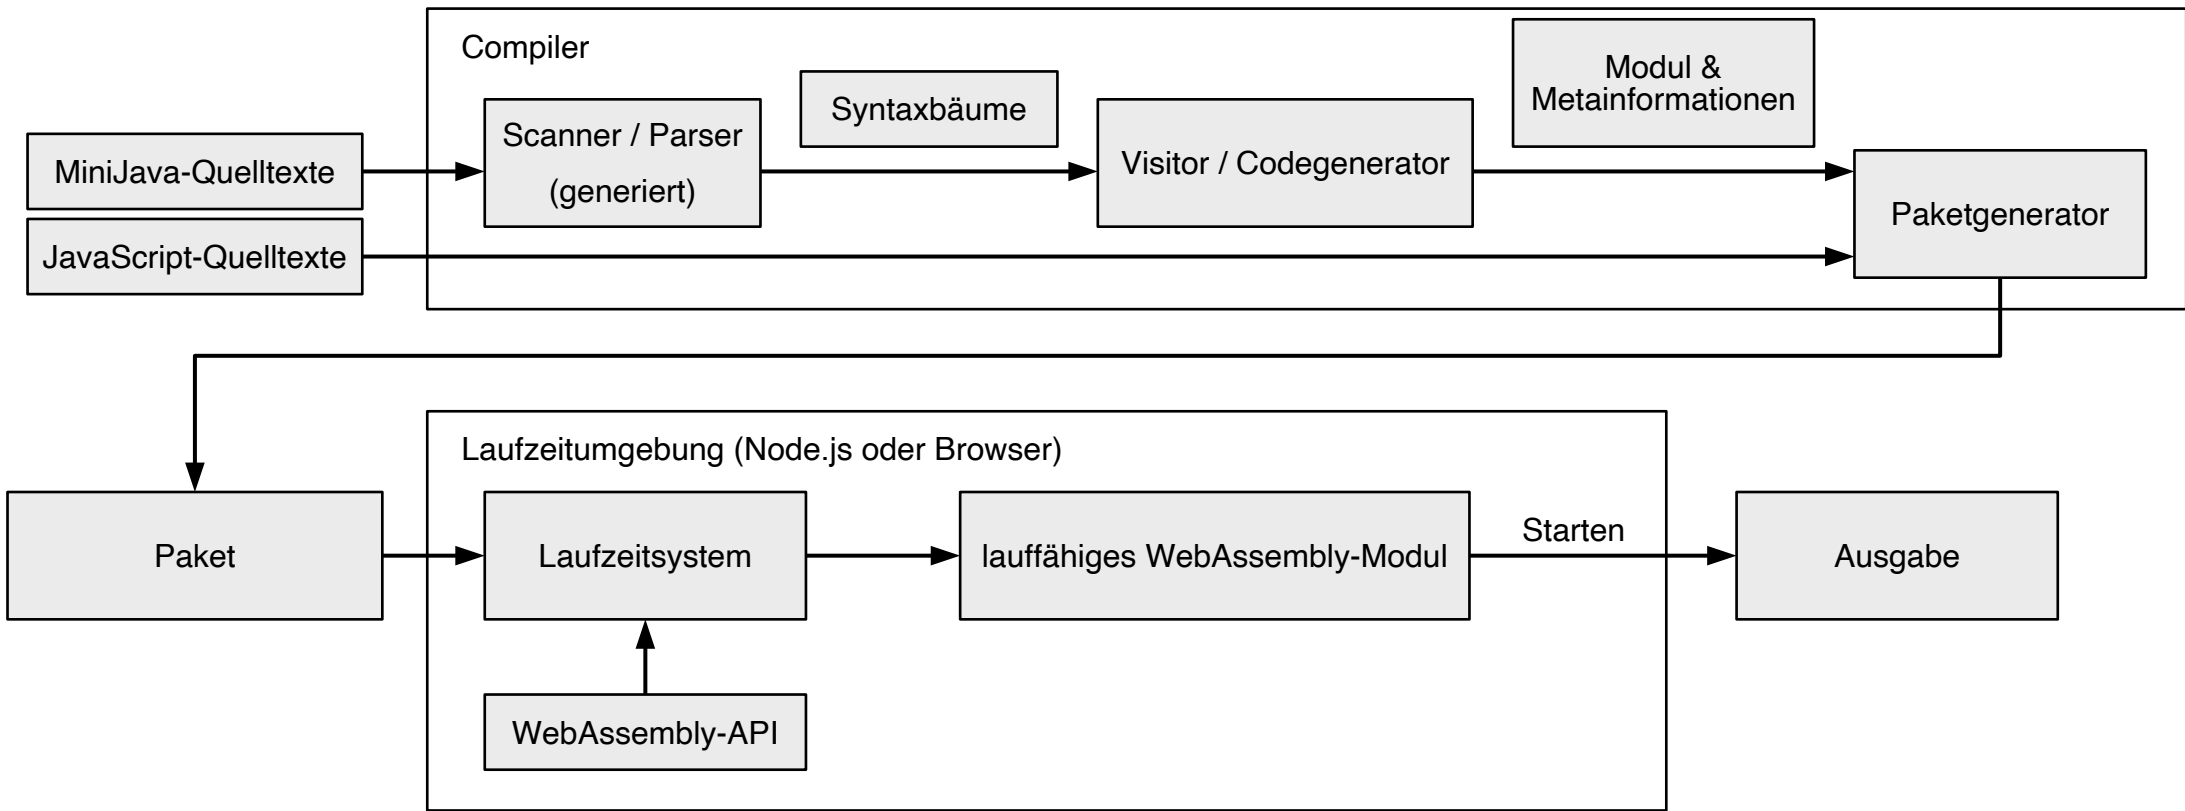 Compiler
Modul &
Metainformationen
Syntaxbäume
Scanner / Parser
(generiert)
Visitor / Codegenerator
MiniJava-Quelltexte
Paketgenerator
JavaScript-Quelltexte
Laufzeitumgebung (Node.js oder Browser)
Paket
Laufzeitsystem
lauffähiges WebAssembly-Modul
Starten
Ausgabe
WebAssembly-API